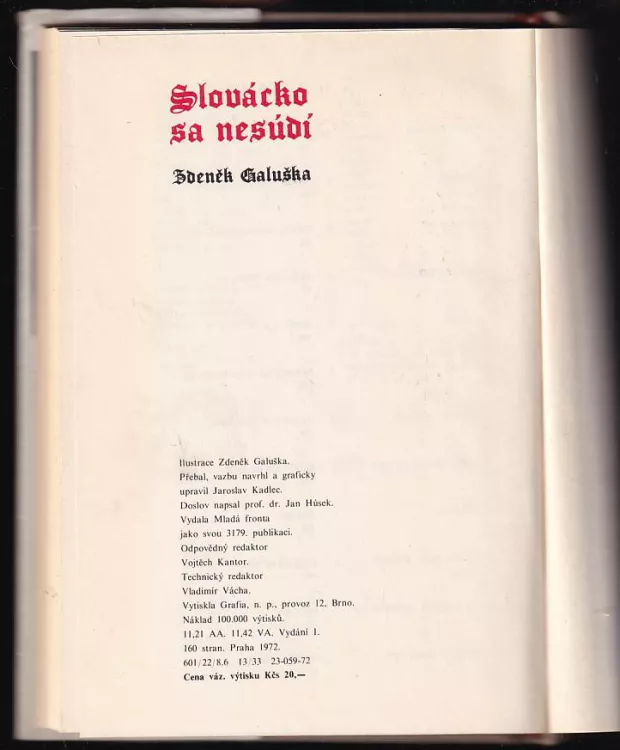 Slovácko
sa nesúdí
Zdeněk Galuška
Ilustrace Zdeněk Galuška.
Přebal, vazbu navrhl a graficky
upravil Jaroslav Kadlec.
Doslov napsal prof. dr. Jan Húsek.
Vydala Mladá fronta
jako svou 3179. publikaci.
Odpovědný redaktor
Vojtěch Kantor.
Technický redaktor
Vladimír Vácha.
Vytiskla Grafia, n. p., provoz 12, Brno.
Náklad 100.000 výtisků.
11,21 AA. 11,42 VA. Vydání I.
160 stran. Praha 1972.
601/22/8.6 13/33 23-059-72
Cena váz. výtisku Kčs 20,—